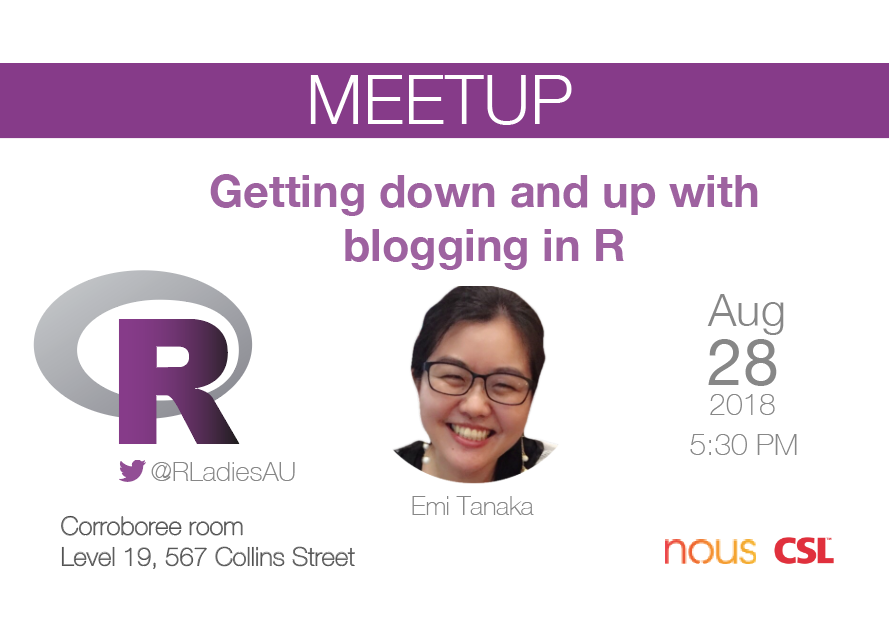 MEETUP
Getting down and up with
blogging in R
R
@RLadiesAU
Corroboree room
Level 19, 567 Collins Street
Emi Tanaka
Aug
28
2018
5:30 PM
nous
CSL™